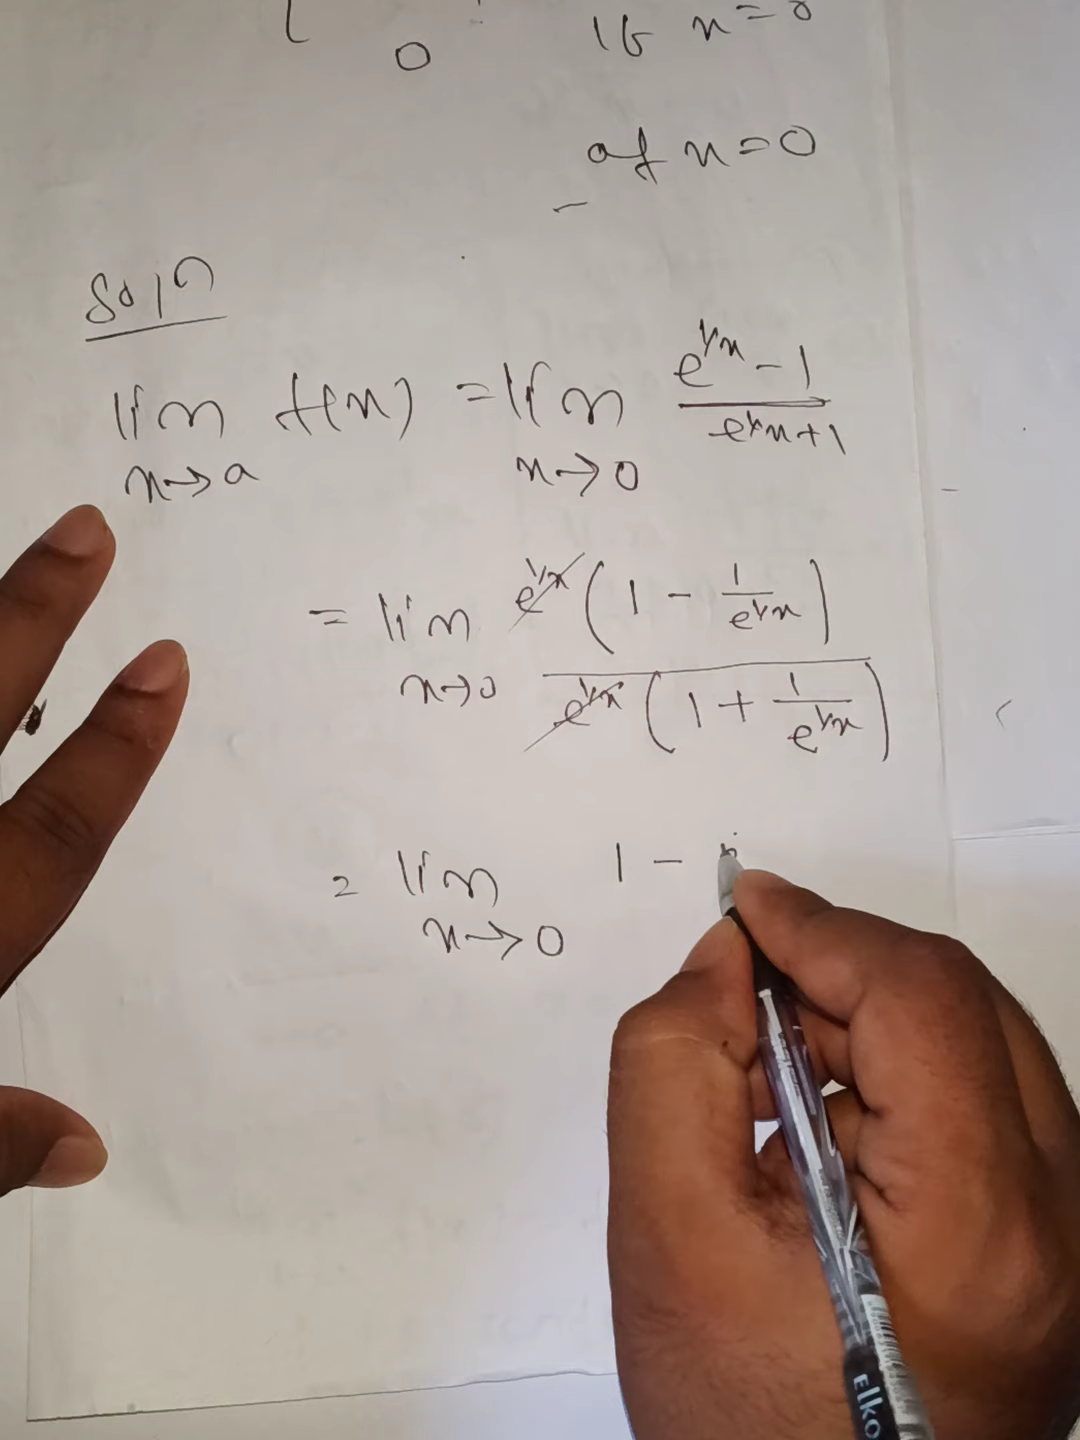 0 if x = 0
at x = 0
Soln
lim f(x) = lim e^1/x - 1 / e^1/x + 1
x→a x→0
= lim e^1/x (1 - 1/e^1/x) / e^1/x (1 + 1/e^1/x)
x→0
= lim 1 -
x→0
Elko